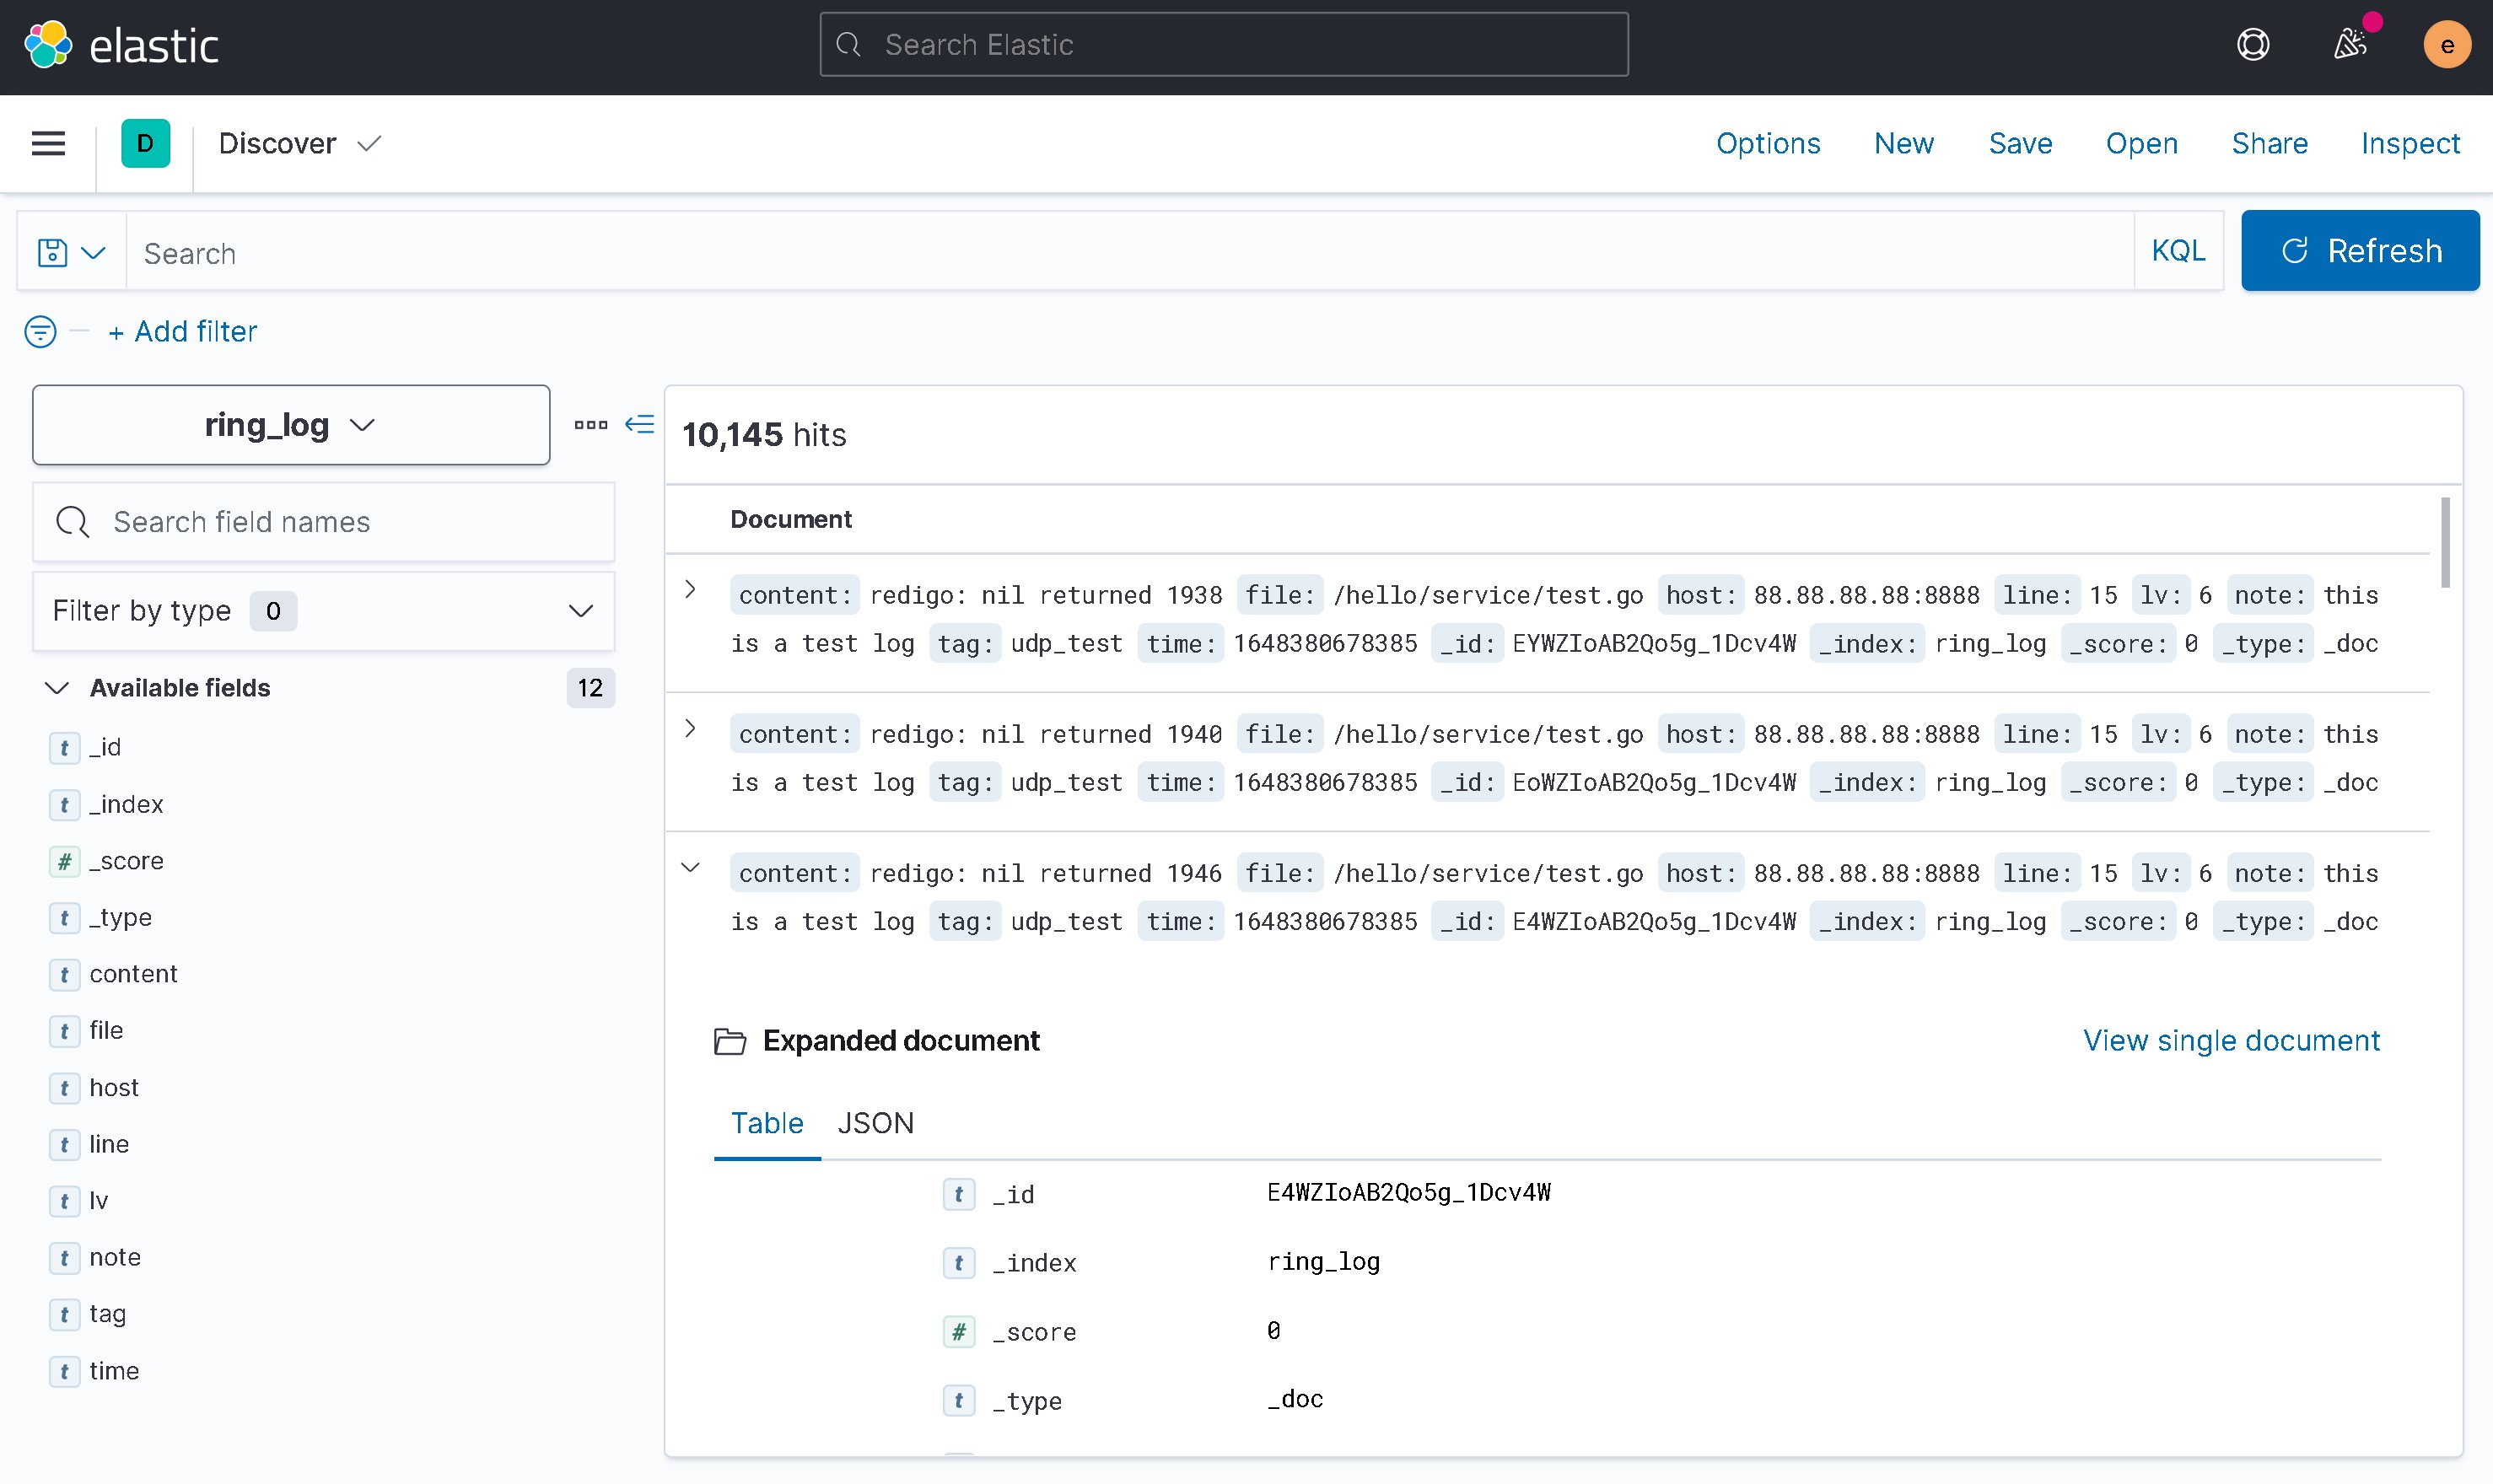 elastic
Search Elastic
e
D
Discover
Options New Save Open Share Inspect
Search
KQL
Refresh
+ Add filter
ring_log
10,145 hits
Search field names
Document
Filter by type 0
content: redigo: nil returned 1938 file: /hello/service/test.go host: 88.88.88.88:8888 line: 15 lv: 6 note: this
is a test log tag: udp_test time: 1648380678385 _id: EYWZIoAB2Qo5g_1Dcv4W _index: ring_log _score: 0 _type: _doc
Available fields 12
t _id
t _index
# _score
t _type
t content
t file
t host
t line
t lv
t note
t tag
t time
content: redigo: nil returned 1940 file: /hello/service/test.go host: 88.88.88.88:8888 line: 15 lv: 6 note: this
is a test log tag: udp_test time: 1648380678385 _id: EoWZIoAB2Qo5g_1Dcv4W _index: ring_log _score: 0 _type: _doc
content: redigo: nil returned 1946 file: /hello/service/test.go host: 88.88.88.88:8888 line: 15 lv: 6 note: this
is a test log tag: udp_test time: 1648380678385 _id: E4WZIoAB2Qo5g_1Dcv4W _index: ring_log _score: 0 _type: _doc
Expanded document
View single document
Table JSON
t _id E4WZIoAB2Qo5g_1Dcv4W
t _index ring_log
# _score 0
t _type _doc